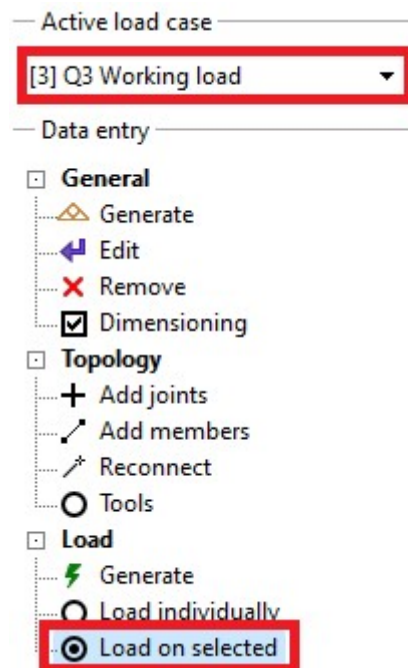 Active load case
[3] Q3 Working load
Data entry
General
Generate
Edit
Remove
Dimensioning
Topology
Add joints
Add members
Reconnect
Tools
Load
Generate
Load individually
Load on selected